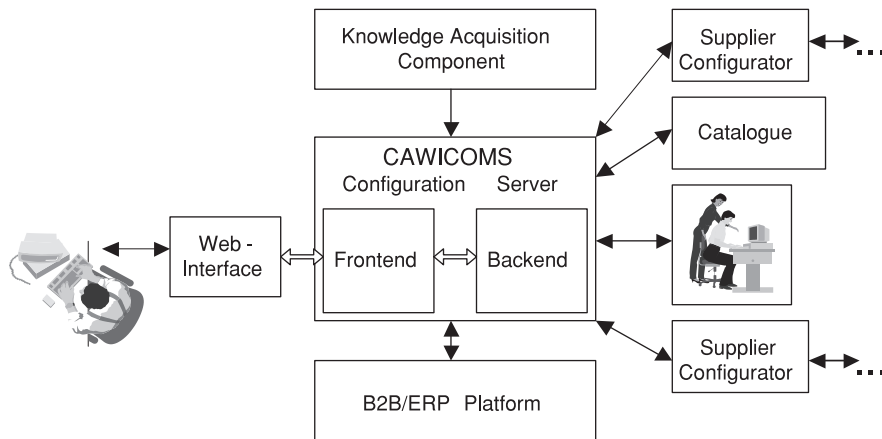 Knowledge Acquisition
Component
Supplier
Configurator
...
Catalogue
CAWICOMS
Configuration Server
Web -
Interface
Frontend
Backend
Supplier
Configurator
...
B2B/ERP Platform